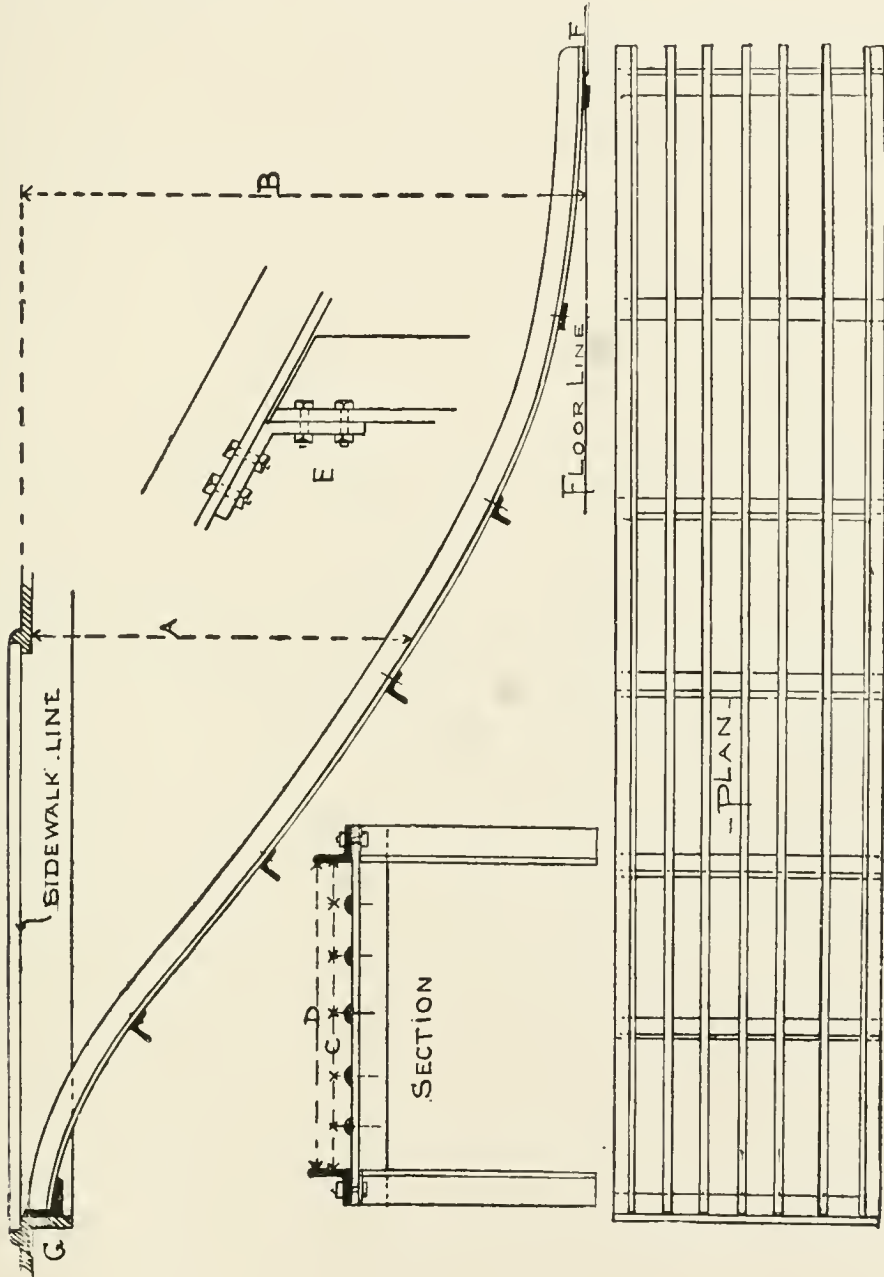 F
B
A
E
SIDEWALK LINE
FLOOR LINE
D
C
SECTION
-PLAN-
G